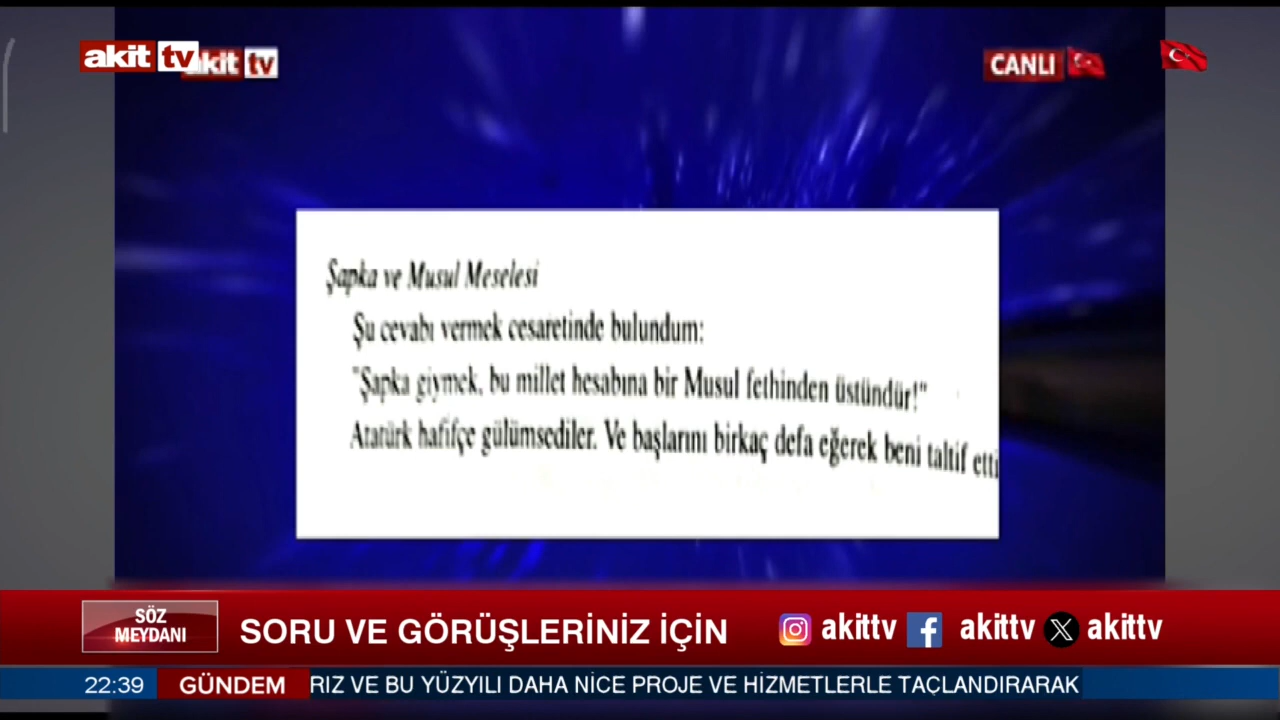 akit tv
akit tv
CANLI
Şapka ve Musul Meselesi
Şu cevabı vermek cesaretinde bulundum:
"Şapka giymek, bu millet hesabına bir Musul fethinden üstündür!"
Atatürk hafifçe gülümsediler. Ve başlarını birkaç defa eğerek beni taltif etti
SÖZ
MEYDANI
SORU VE GÖRÜŞLERİNİZ İÇİN
akittv
akittv
akittv
22:39
GÜNDEM
RIZ VE BU YÜZYILI DAHA NİCE PROJE VE HİZMETLERLE TAÇLANDIRARAK